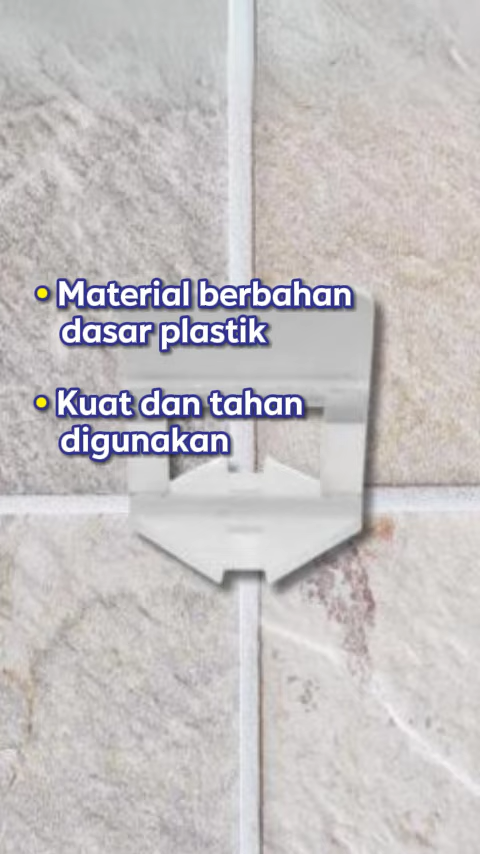 • Material berbahan
dasar plastik
• Kuat dan tahan
digunakan